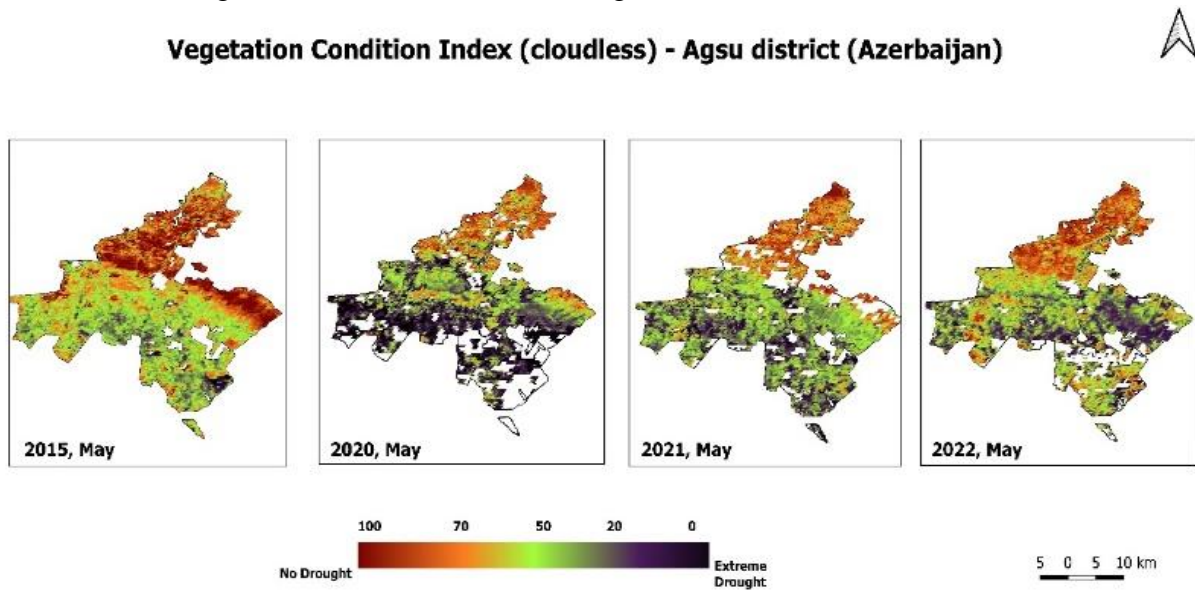 Vegetation Condition Index (cloudless) - Agsu district (Azerbaijan)
2015, May
2020, May
2021, May
2022, May
100 70 50 20 0
No Drought
Extreme
Drought
5 0 5 10 km